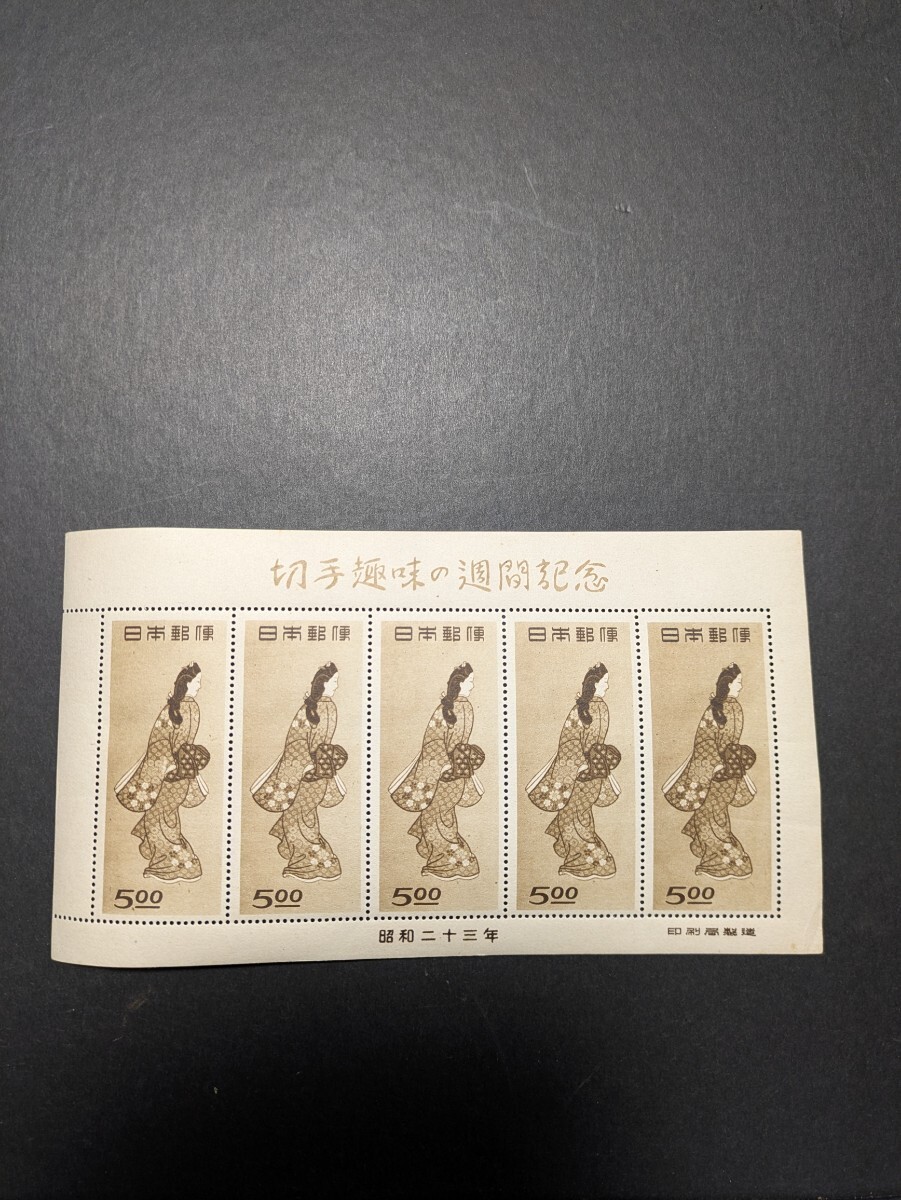 切手趣味の週間記念
日本郵便 日本郵便 日本郵便 日本郵便 日本郵便
5.00 5.00 5.00 5.00 5.00
昭和二十三年
印刷局製造